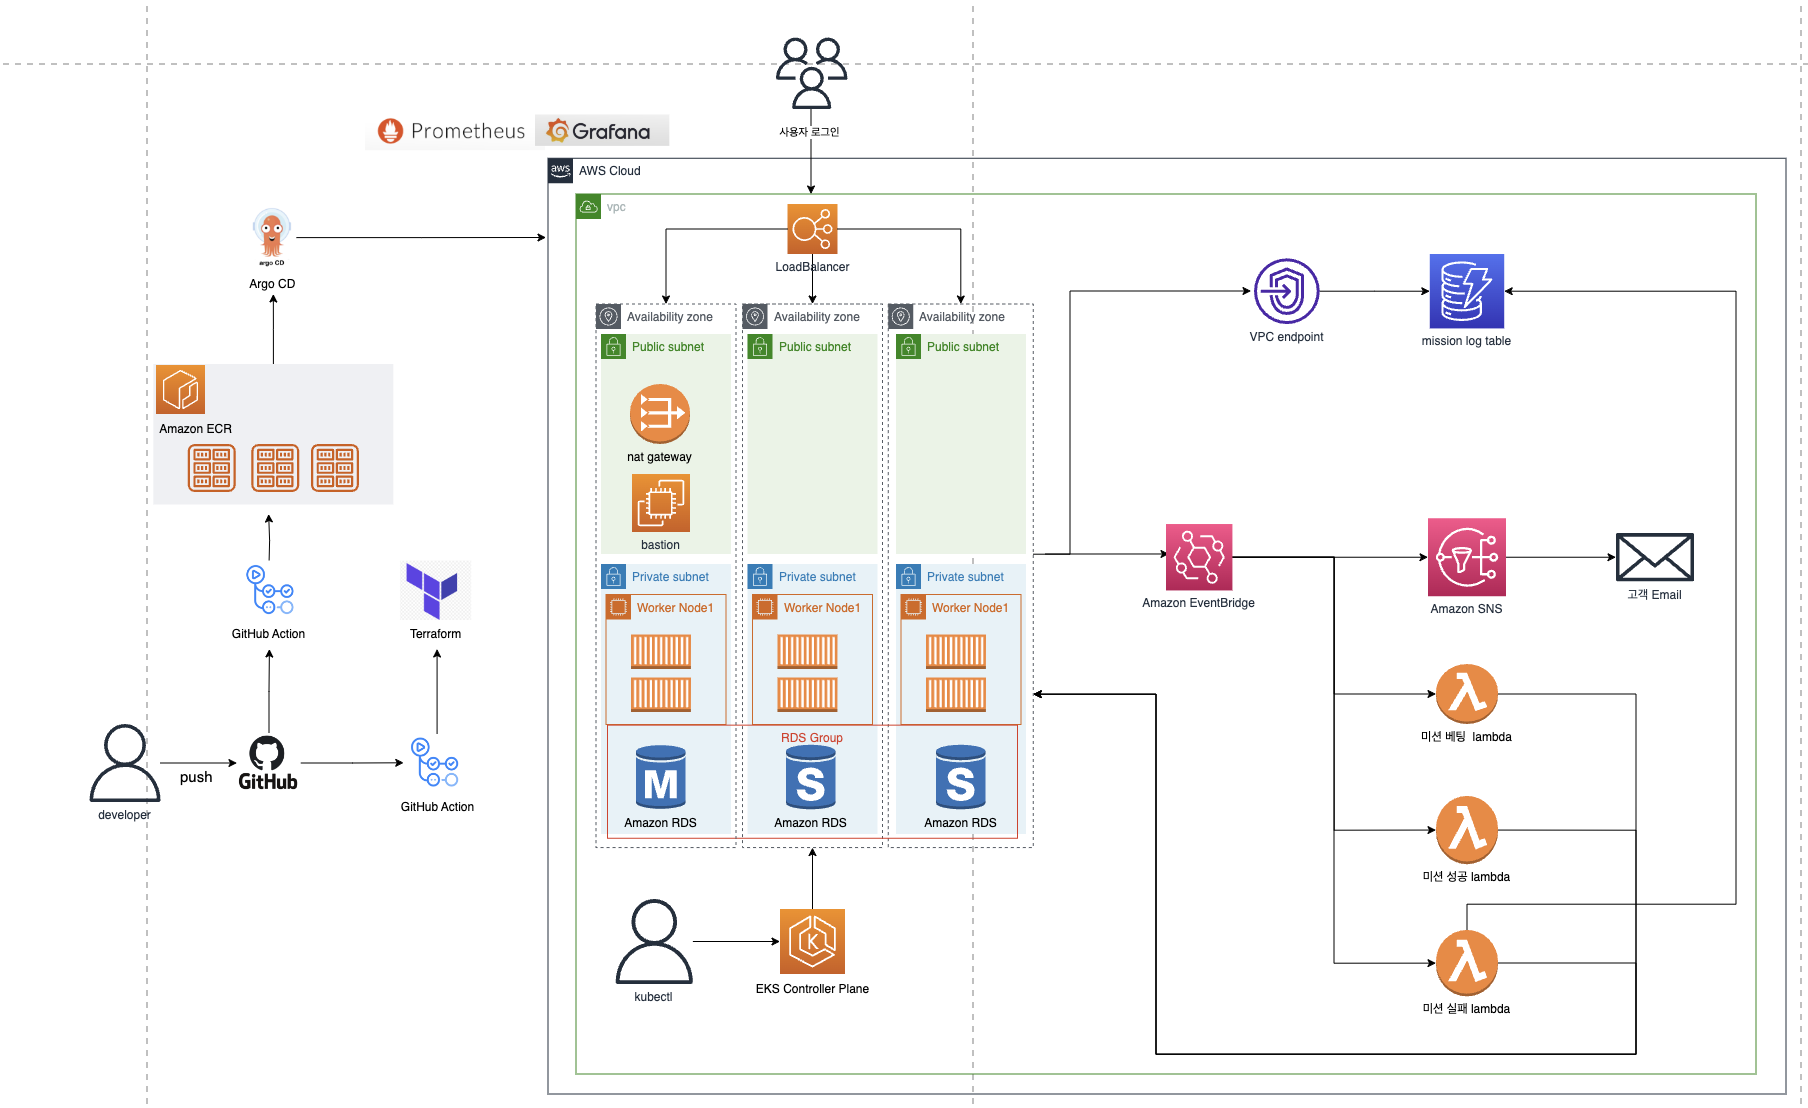 사용자 로그인
Prometheus
Grafana
aws
AWS Cloud
vpc
LoadBalancer
argo CD
Argo CD
Availability zone
Availability zone
Availability zone
Public subnet
Public subnet
Public subnet
VPC endpoint
mission log table
Amazon ECR
nat gateway
bastion
Private subnet
Private subnet
Private subnet
Worker Node1
Worker Node1
Worker Node1
Amazon EventBridge
Amazon SNS
고객 Email
GitHub Action
Terraform
RDS Group
M
S
S
Amazon RDS
Amazon RDS
Amazon RDS
미션 베팅 lambda
push
GitHub
developer
GitHub Action
미션 성공 lambda
K
kubectl
EKS Controller Plane
미션 실패 lambda